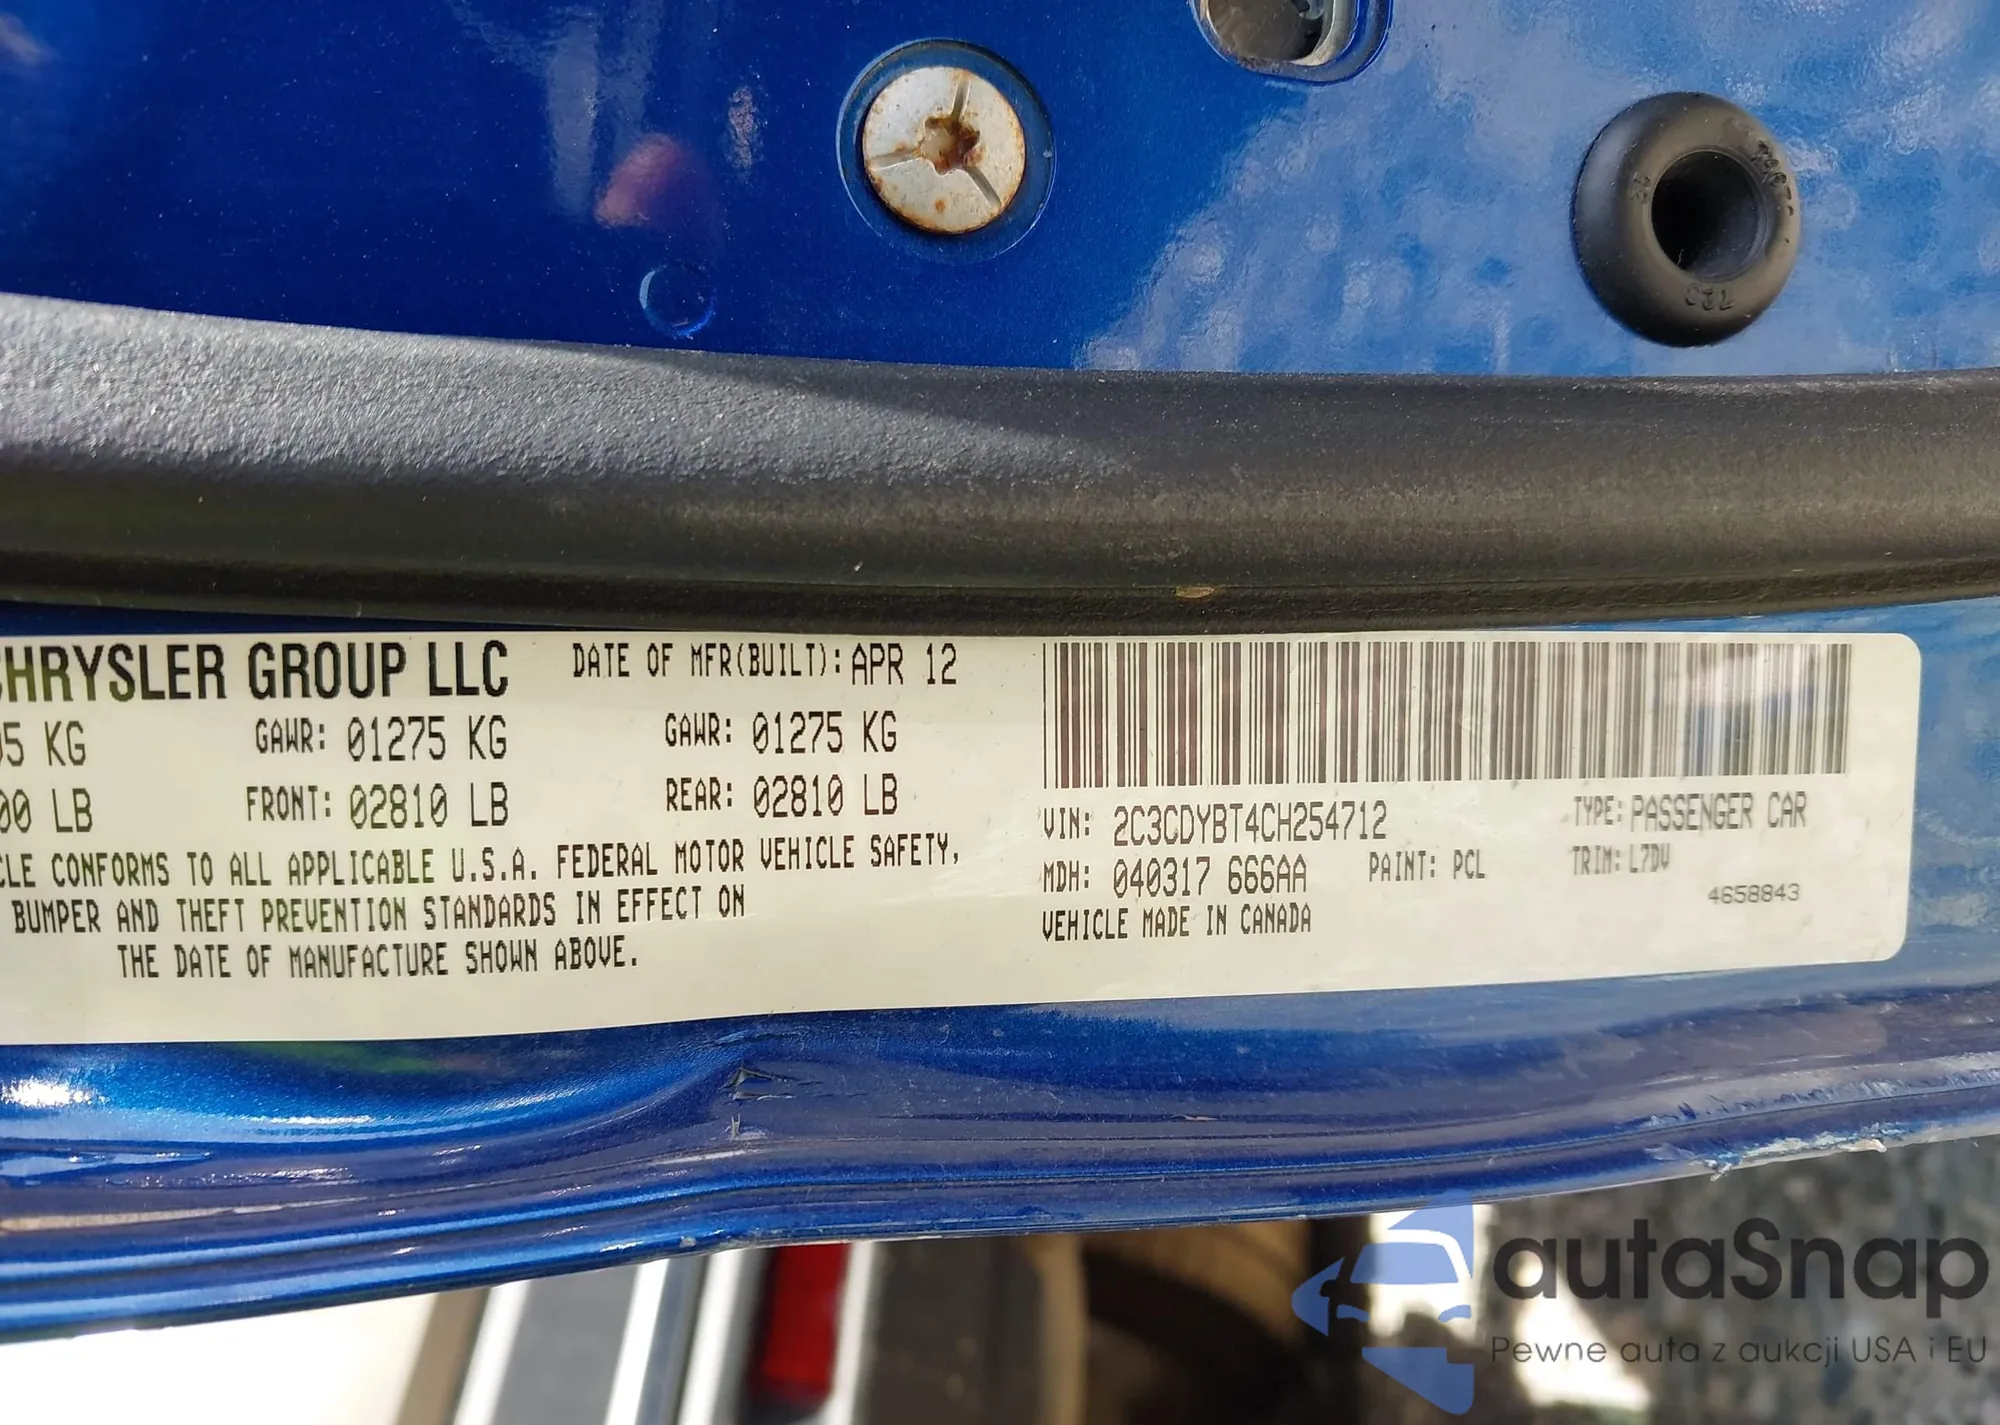 CHRYSLER GROUP LLC DATE OF MFR(BUILT): APR 12
05 KG GAWR: 01275 KG GAWR: 01275 KG
00 LB FRONT: 02810 LB REAR: 02810 LB
CLE CONFORMS TO ALL APPLICABLE U.S.A. FEDERAL MOTOR VEHICLE SAFETY,
BUMPER AND THEFT PREVENTION STANDARDS IN EFFECT ON
THE DATE OF MANUFACTURE SHOWN ABOVE.
VIN: 2C3CDYBT4CH254712 TYPE: PASSENGER CAR
MDH: 040317 666AA PAINT: PCL TRIM: L7DV
VEHICLE MADE IN CANADA 4658843
autaSnap
Pewne auta z aukcji USA i EU